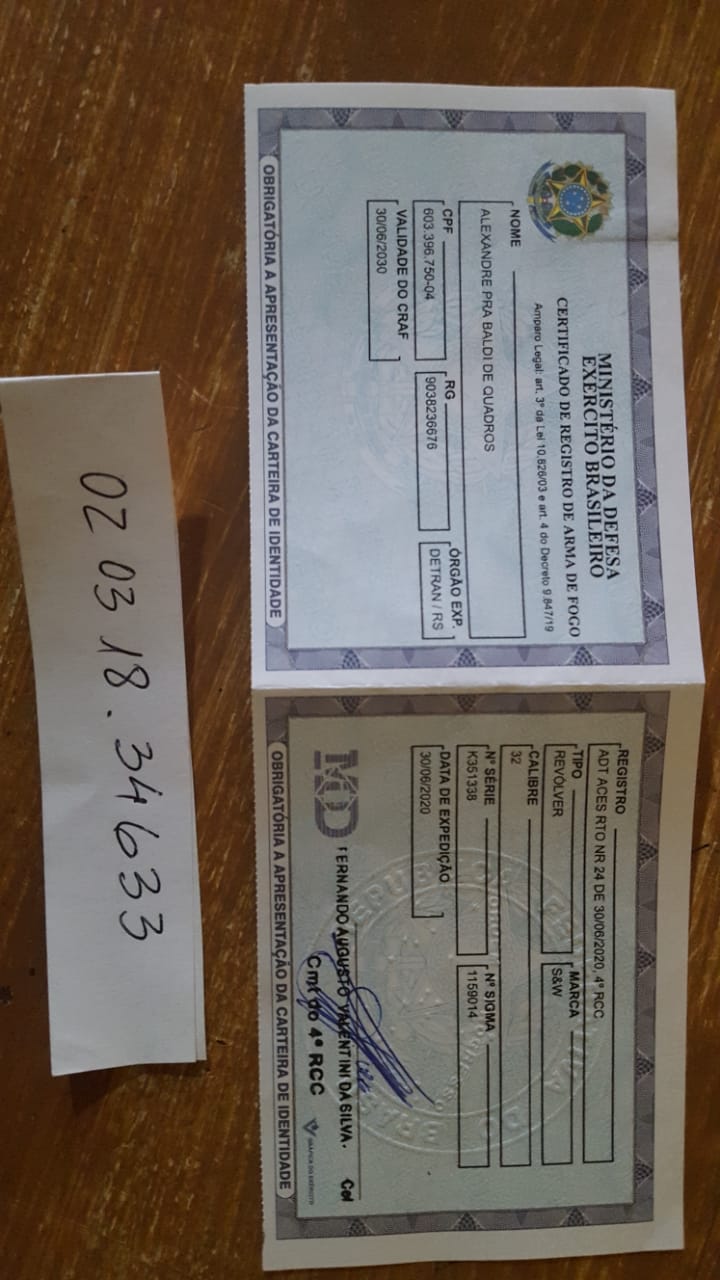 MINISTÉRIO DA DEFESA
EXÉRCITO BRASILEIRO
CERTIFICADO DE REGISTRO DE ARMA DE FOGO
Amparo Legal: art. 3º da Lei 10.826/03 e art. 4 do Decreto 9.847/19
NOME
ALEXANDRE PRA BALDI DE QUADROS
CPF RG ÓRGÃO EXP.
603.396.750-04 9038236676 DETRAN / RS
VALIDADE DO CRAF
30/06/2030
OBRIGATÓRIA A APRESENTAÇÃO DA CARTEIRA DE IDENTIDADE
REGISTRO
ADT ACES RTO NR 24 DE 30/06/2020, 4º RCC
TIPO MARCA
REVÓLVER S&W
CALIBRE
32
Nº SÉRIE Nº SIGMA
K351338 1159014
DATA DE EXPEDIÇÃO
30/06/2020
FERNANDO AUGUSTO VALENTINI DA SILVA. Cel
Cmt do 4º RCC
GRÁFICA DO EXÉRCITO
OBRIGATÓRIA A APRESENTAÇÃO DA CARTEIRA DE IDENTIDADE
02 03 18.34633